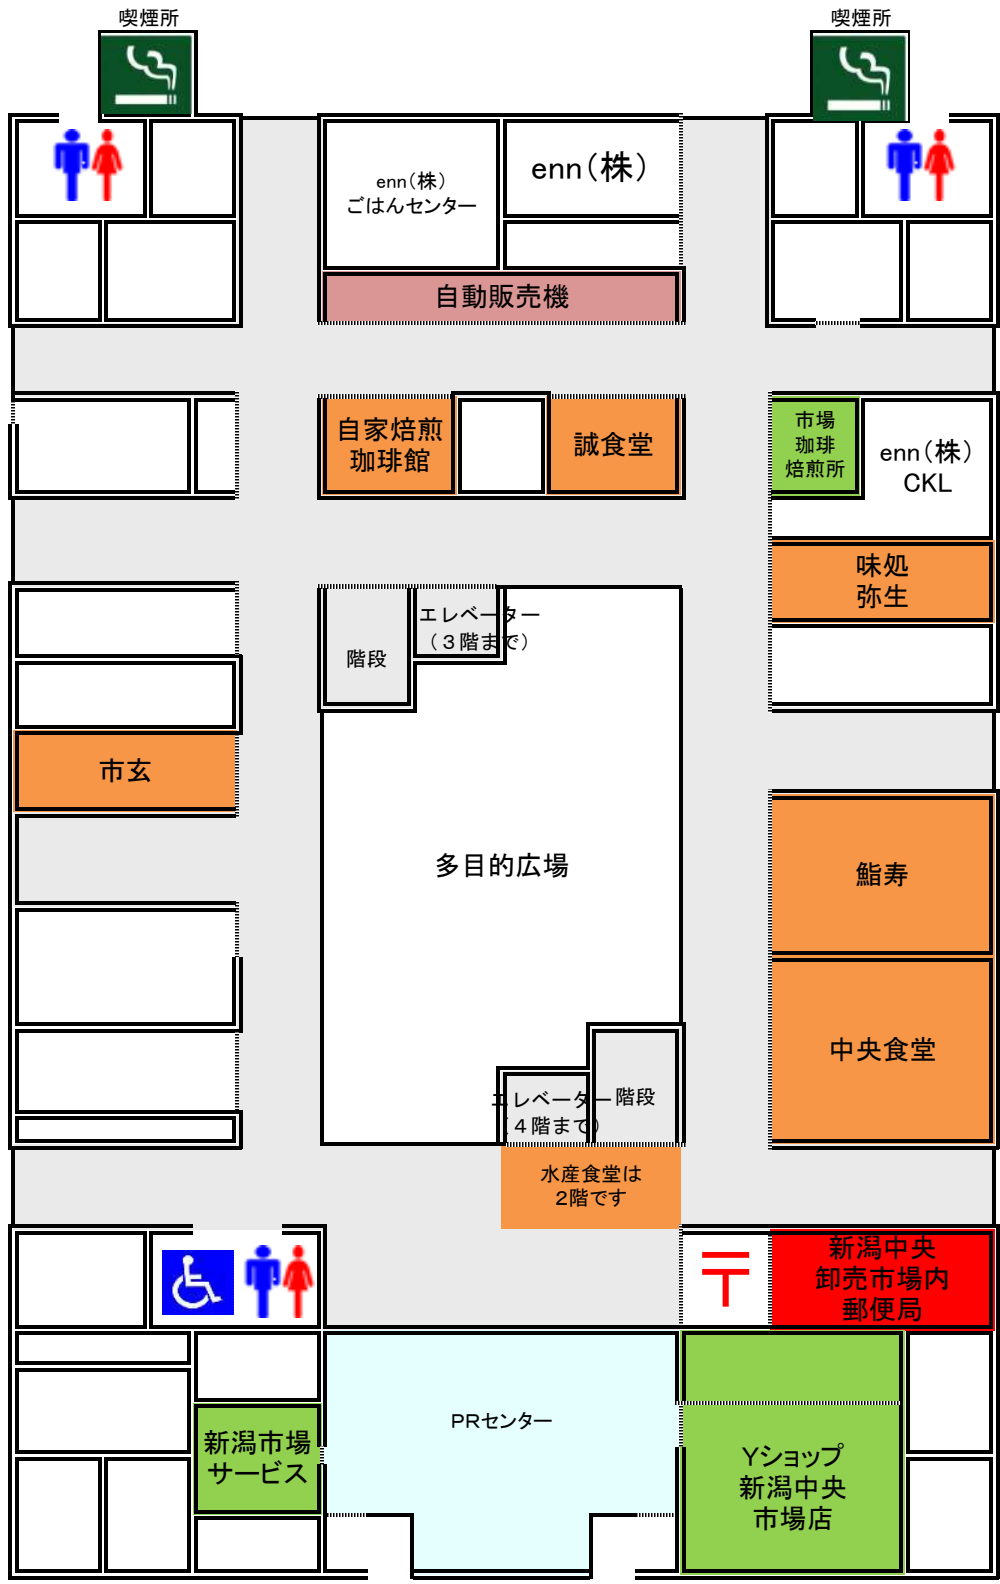 喫煙所
喫煙所
enn(株)
ごはんセンター
enn(株)
自動販売機
自家焙煎
珈琲館
誠食堂
市場
珈琲
焙煎所
enn(株)
CKL
味処
弥生
エレベーター
(3階まで)
階段
市玄
多目的広場
鮨寿
中央食堂
エレベーター
(4階まで)
階段
水産食堂は
2階です
〒
新潟中央
卸売市場内
郵便局
PRセンター
新潟市場
サービス
Yショップ
新潟中央
市場店